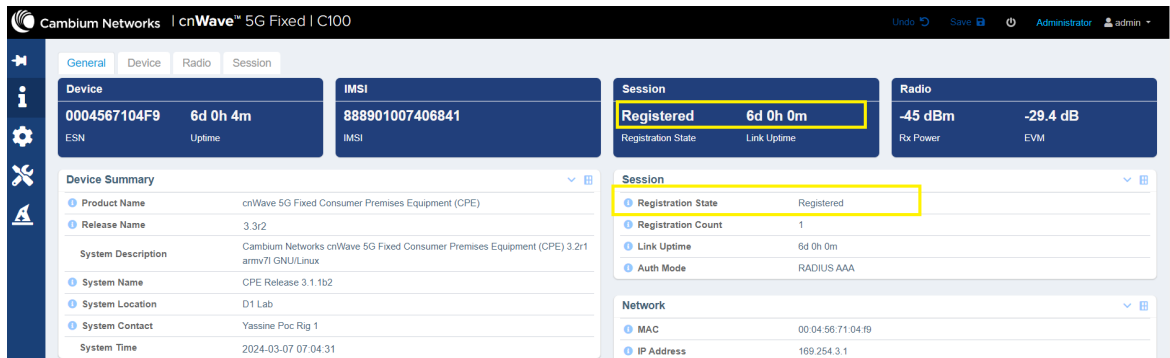 Cambium Networks | cnWave™ 5G Fixed | C100
Undo Save Administrator admin
General Device Radio Session
Device
0004567104F9 6d 0h 4m
ESN Uptime
IMSI
888901007406841
IMSI
Session
Registered 6d 0h 0m
Registration State Link Uptime
Radio
-45 dBm -29.4 dB
Rx Power EVM
Device Summary
Product Name cnWave 5G Fixed Consumer Premises Equipment (CPE)
Release Name 3.3r2
System Description Cambium Networks cnWave 5G Fixed Consumer Premises Equipment (CPE) 3.2r1
armv7l GNU/Linux
System Name CPE Release 3.1.1b2
System Location D1 Lab
System Contact Yassine Poc Rig 1
System Time 2024-03-07 07:04:31
Session
Registration State Registered
Registration Count 1
Link Uptime 6d 0h 0m
Auth Mode RADIUS AAA
Network
MAC 00:04:56:71:04:f9
IP Address 169.254.3.1